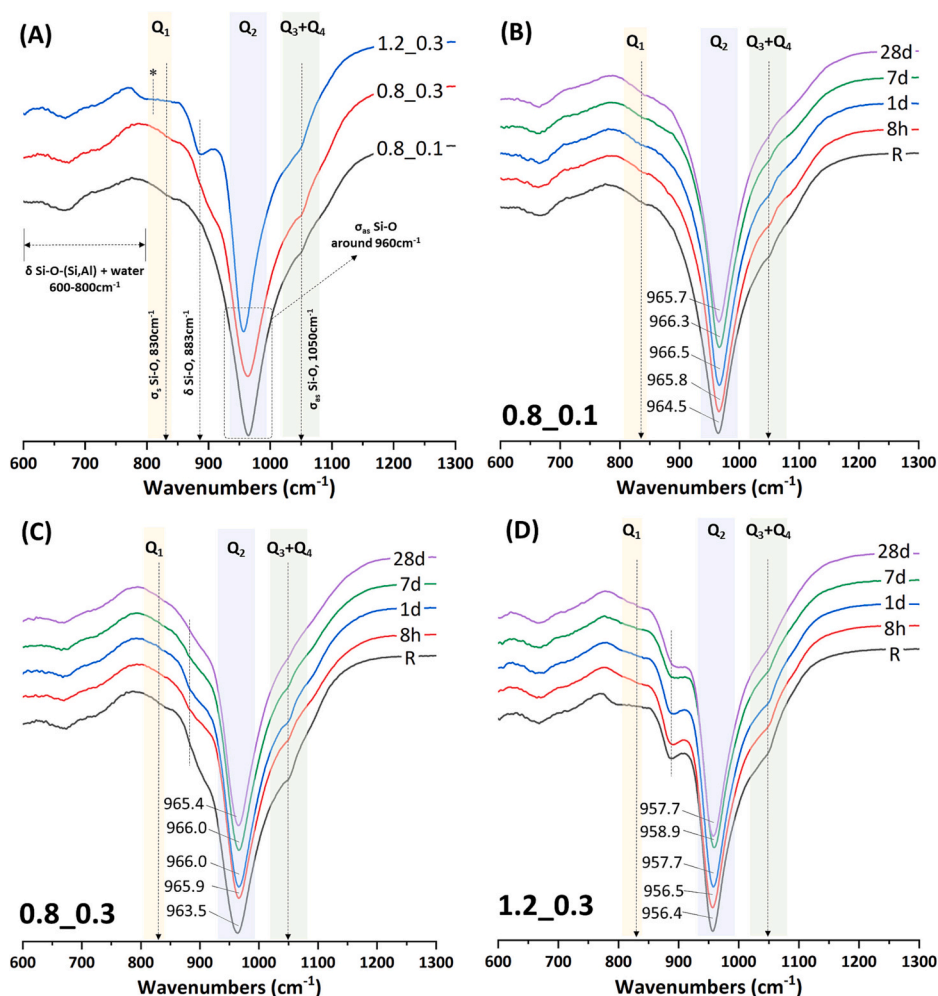 (A)
Q₁
Q₂
Q₃+Q₄
*
1.2_0.3
0.8_0.3
0.8_0.1
δ Si-O-(Si,Al) + water
600-800cm⁻¹
σₛ Si-O, 830cm⁻¹
δ Si-O, 883cm⁻¹
σₐₛ Si-O, 1050cm⁻¹
σₐₛ Si-O
around 960cm⁻¹
600 700 800 900 1000 1100 1200 1300
Wavenumbers (cm⁻¹)
(B)
Q₁
Q₂
Q₃+Q₄
28d
7d
1d
8h
R
965.7
966.3
966.5
965.8
964.5
0.8_0.1
600 700 800 900 1000 1100 1200 1300
Wavenumbers (cm⁻¹)
(C)
Q₁
Q₂
Q₃+Q₄
28d
7d
1d
8h
R
965.4
966.0
966.0
965.9
963.5
0.8_0.3
600 700 800 900 1000 1100 1200 1300
Wavenumbers (cm⁻¹)
(D)
Q₁
Q₂
Q₃+Q₄
28d
7d
1d
8h
R
957.7
958.9
957.7
956.5
956.4
1.2_0.3
600 700 800 900 1000 1100 1200 1300
Wavenumbers (cm⁻¹)